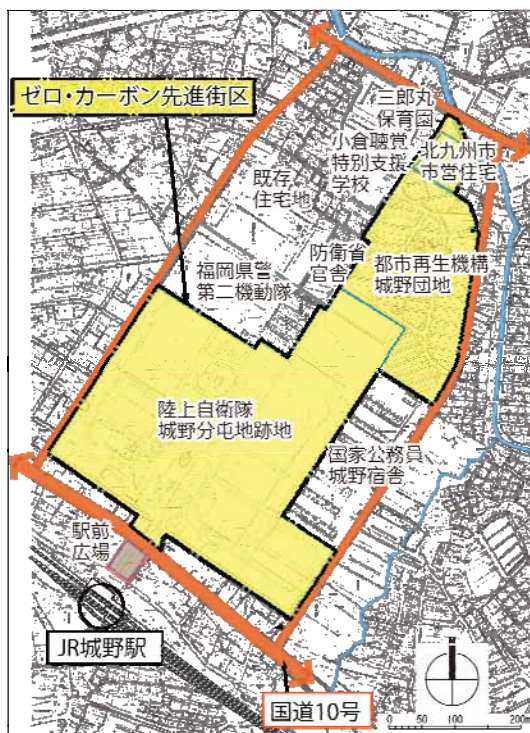 ゼロ・カーボン先進街区
三郎丸
保育園
小倉聴覚
特別支援
学校
北九州市
市営住宅
既存
住宅地
防衛省
官舎
都市再生機構
城野団地
福岡県警
第二機動隊
陸上自衛隊
城野分屯地跡地
国家公務員
城野宿舎
駅前
広場
JR城野駅
国道10号
N
0 50 100 200m